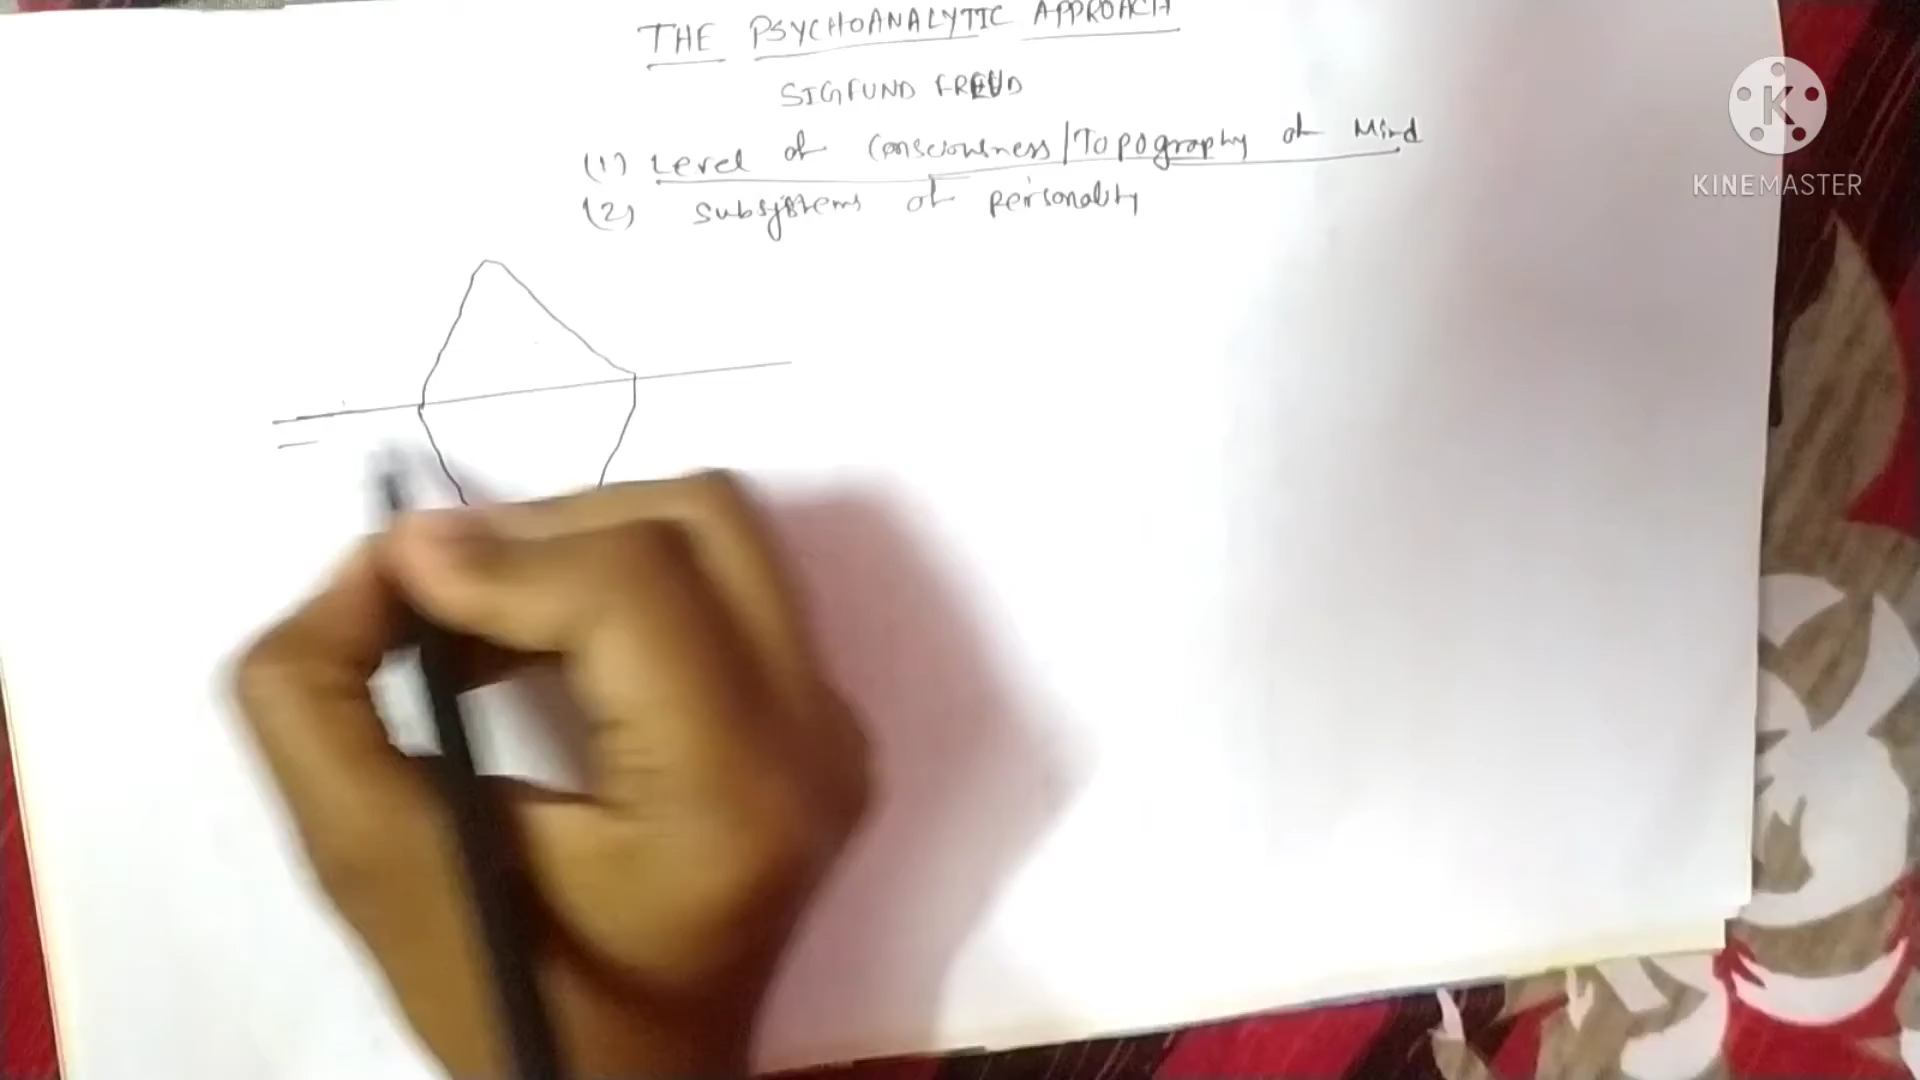 THE PSYCHOANALYTIC APPROACH
SIGFUND FREUD
(1) Level of Consciousness/Topography of Mind
(2) subsystems of personality
K
KINEMASTER